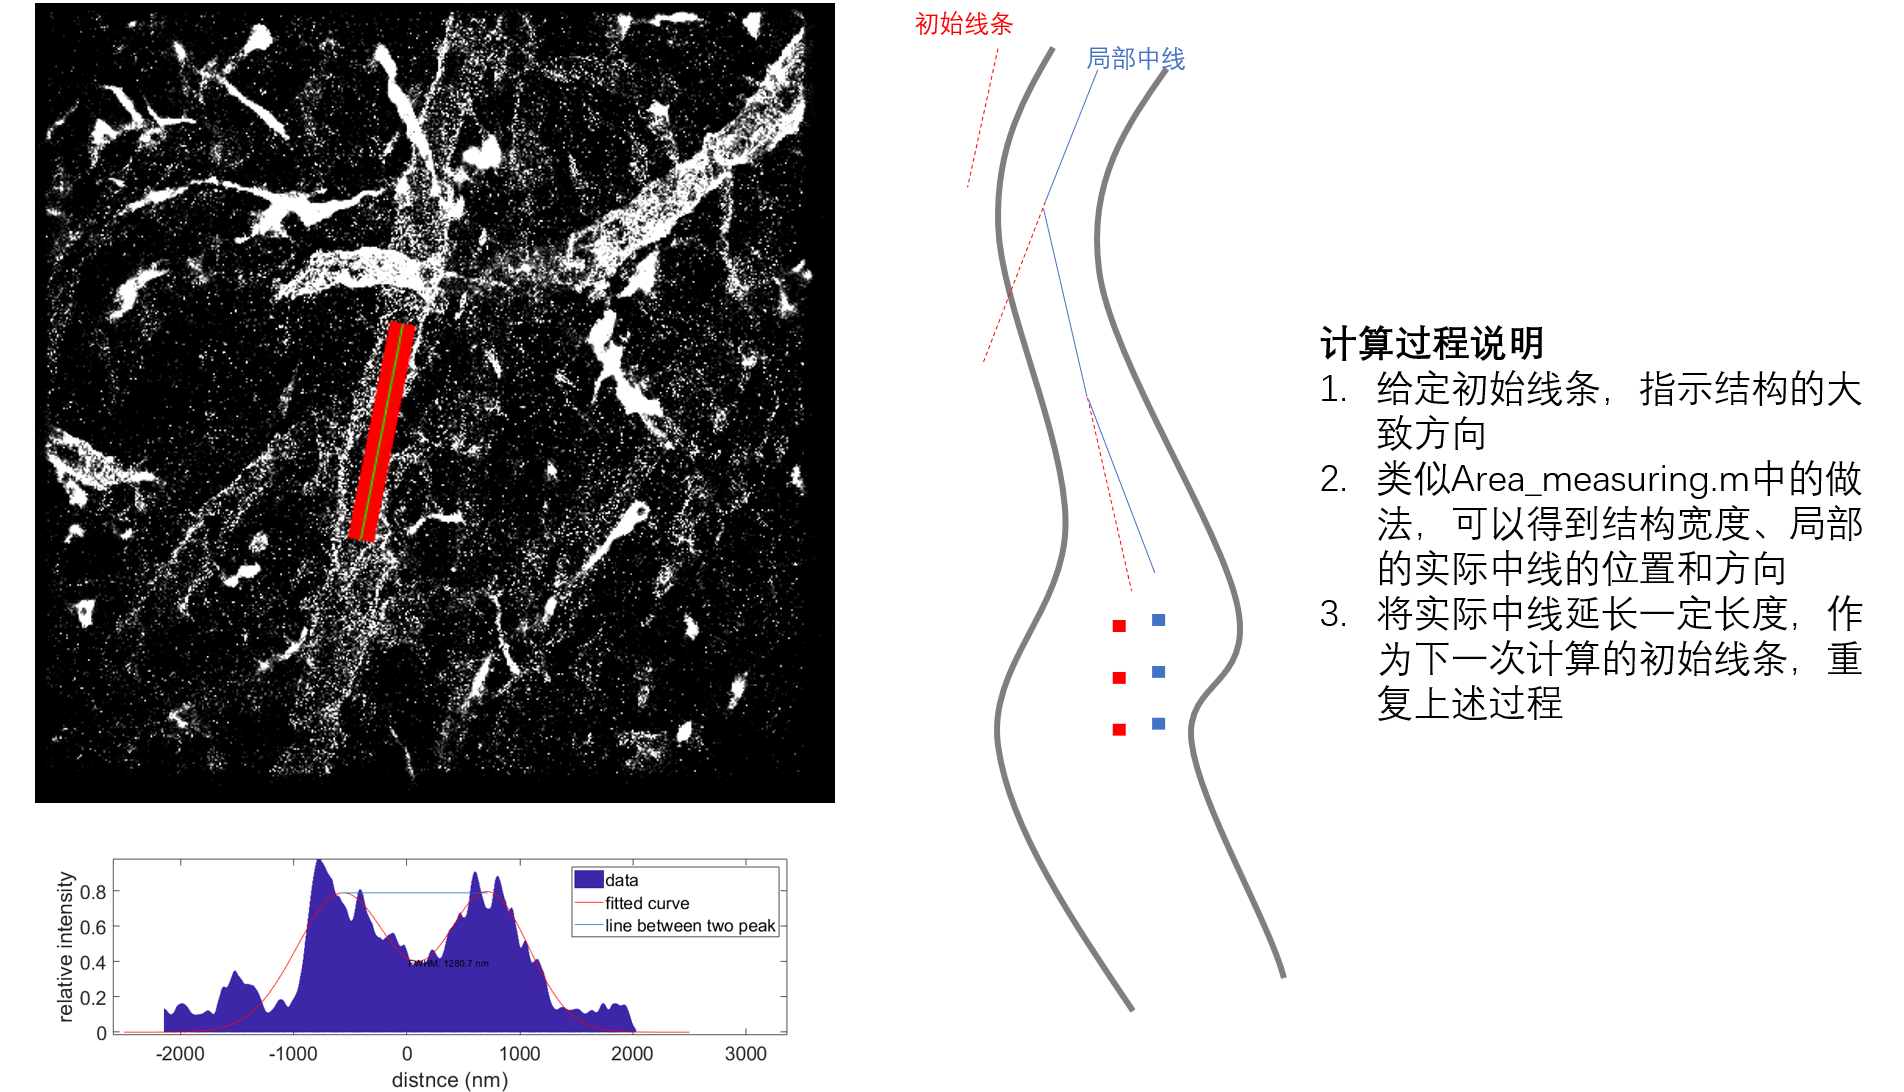 初始线条
局部中线
计算过程说明
1. 给定初始线条，指示结构的大
致方向
2. 类似Area_measuring.m中的做
法，可以得到结构宽度、局部
的实际中线的位置和方向
3. 将实际中线延长一定长度，作
为下一次计算的初始线条，重
复上述过程
data
fitted curve
line between two peak
FWHM: 1280.7 nm
relative intensity
0.8
0.6
0.4
0.2
0
-2000 -1000 0 1000 2000 3000
distnce (nm)